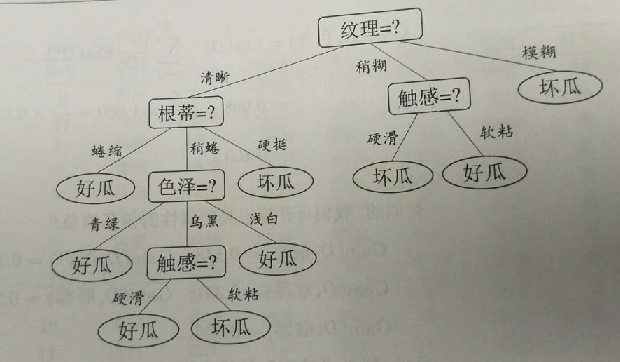 纹理=?
清晰 稍糊 模糊
根蒂=? 触感=? 坏瓜
蜷缩 稍蜷 硬挺 硬滑 软粘
好瓜 色泽=? 坏瓜 坏瓜 好瓜
青绿 乌黑 浅白
好瓜 触感=? 好瓜
硬滑 软粘
好瓜 坏瓜